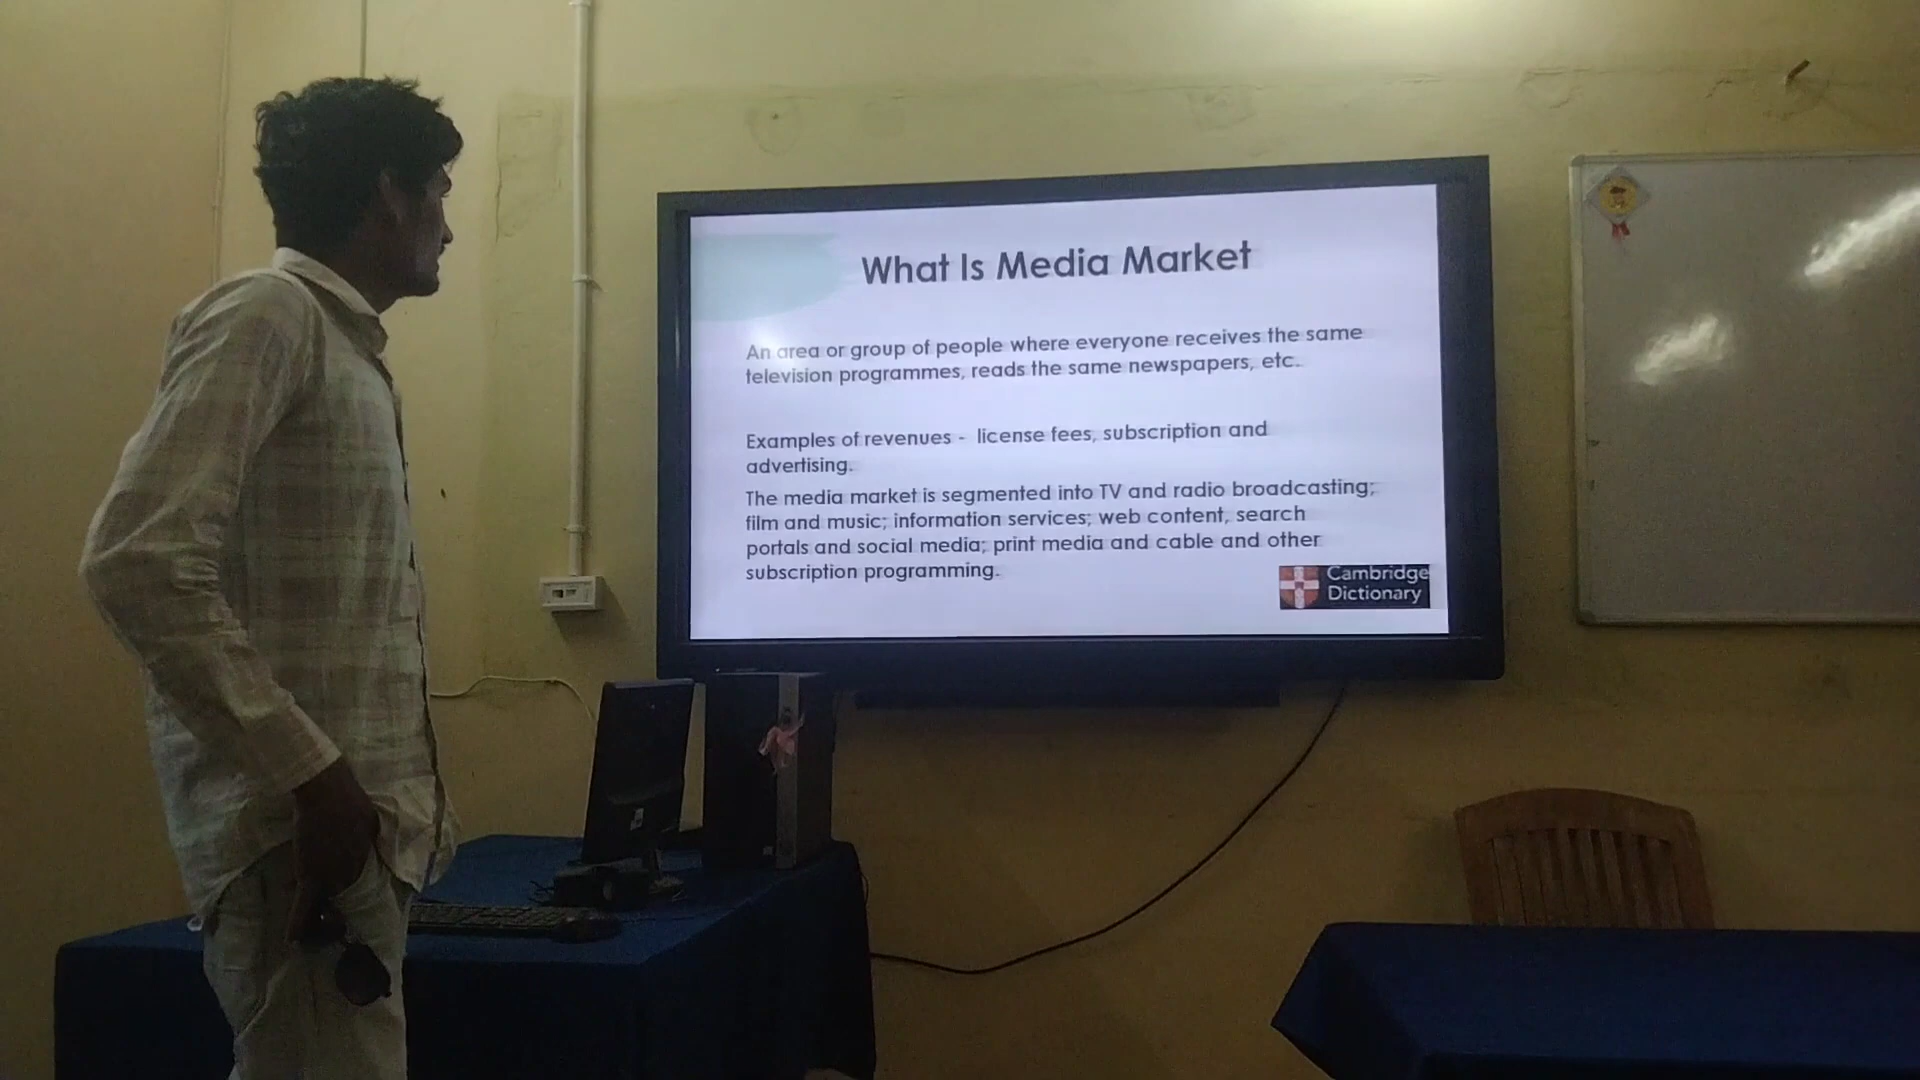 What Is Media Market
An area or group of people where everyone receives the same
television programmes, reads the same newspapers, etc.
Examples of revenues - license fees, subscription and
advertising.
The media market is segmented into TV and radio broadcasting;
film and music; information services; web content, search
portals and social media; print media and cable and other
subscription programming.
Cambridge
Dictionary